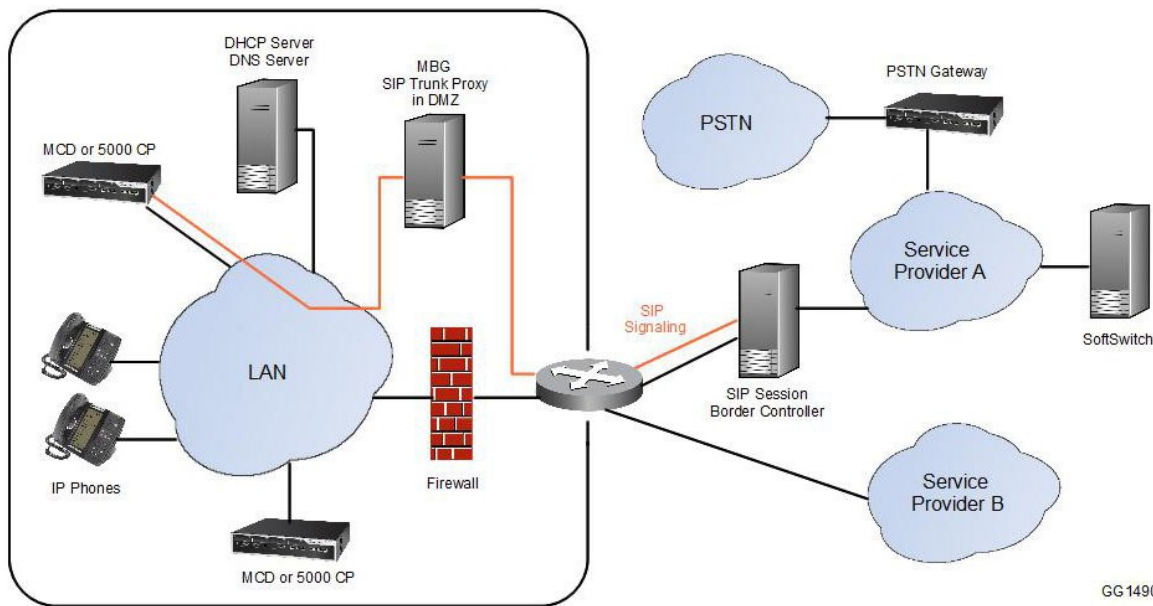 DHCP Server
DNS Server
MBG
SIP Trunk Proxy
in DMZ
PSTN Gateway
PSTN
MCD or 5000 CP
Service
Provider A
SIP
Signaling
SoftSwitch
LAN
SIP Session
Border Controller
IP Phones
Firewall
Service
Provider B
MCD or 5000 CP
GG1490